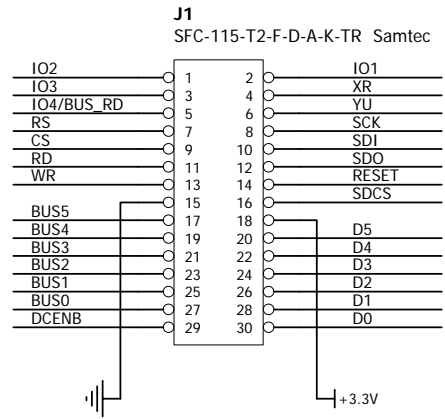 J1
SFC-115-T2-F-D-A-K-TR Samtec
IO2 1 2 IO1
IO3 3 4 XR
IO4/BUS_RD 5 6 YU
RS 7 8 SCK
CS 9 10 SDI
RD 11 12 SDO
WR 13 14 RESET
15 16 SDCS
BUS5 17 18
BUS4 19 20 D5
BUS3 21 22 D4
BUS2 23 24 D3
BUS1 25 26 D2
BUS0 27 28 D1
DCENB 29 30 D0
+3.3V